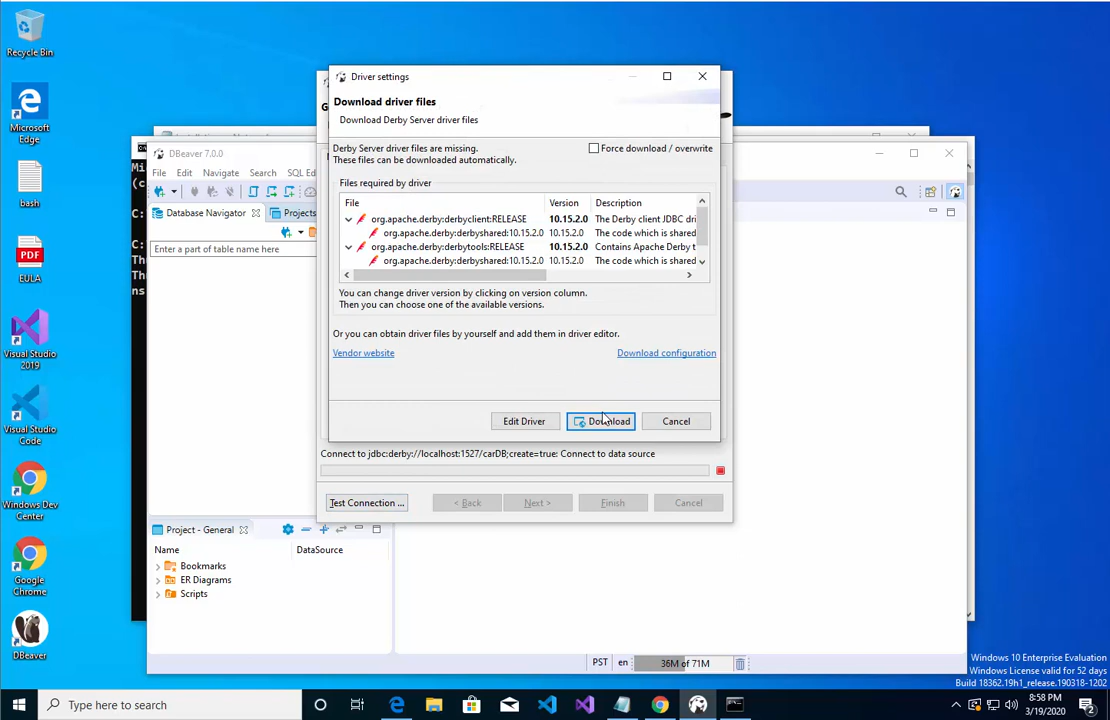 Recycle Bin
Microsoft
Edge
bash
EULA
Visual Studio
2019
Visual Studio
Code
Windows Dev
Center
Google
Chrome
DBeaver
Driver settings
Download driver files
Download Derby Server driver files
Derby Server driver files are missing.
These files can be downloaded automatically.
Force download / overwrite
Files required by driver
File Version Description
org.apache.derby:derbyclient:RELEASE 10.15.2.0 The Derby client JDBC dri
org.apache.derby:derbyshared:10.15.2.0 10.15.2.0 The code which is shared
org.apache.derby:derbytools:RELEASE 10.15.2.0 Contains Apache Derby t
org.apache.derby:derbyshared:10.15.2.0 10.15.2.0 The code which is shared
You can change driver version by clicking on version column.
Then you can choose one of the available versions.
Or you can obtain driver files by yourself and add them in driver editor.
Vendor website Download configuration
Edit Driver Download Cancel
Connect to jdbc:derby://localhost:1527/carDB;create=true: Connect to data source
Test Connection ... < Back Next > Finish Cancel
DBeaver 7.0.0
File Edit Navigate Search SQL Ed
Database Navigator Projects
Enter a part of table name here
Project - General
Name DataSource
Bookmarks
ER Diagrams
Scripts
PST en 36M of 71M
Windows 10 Enterprise Evaluation
Windows License valid for 52 days
Build 18362.19h1_release.190318-1202
Type here to search
8:58 PM
3/19/2020
2